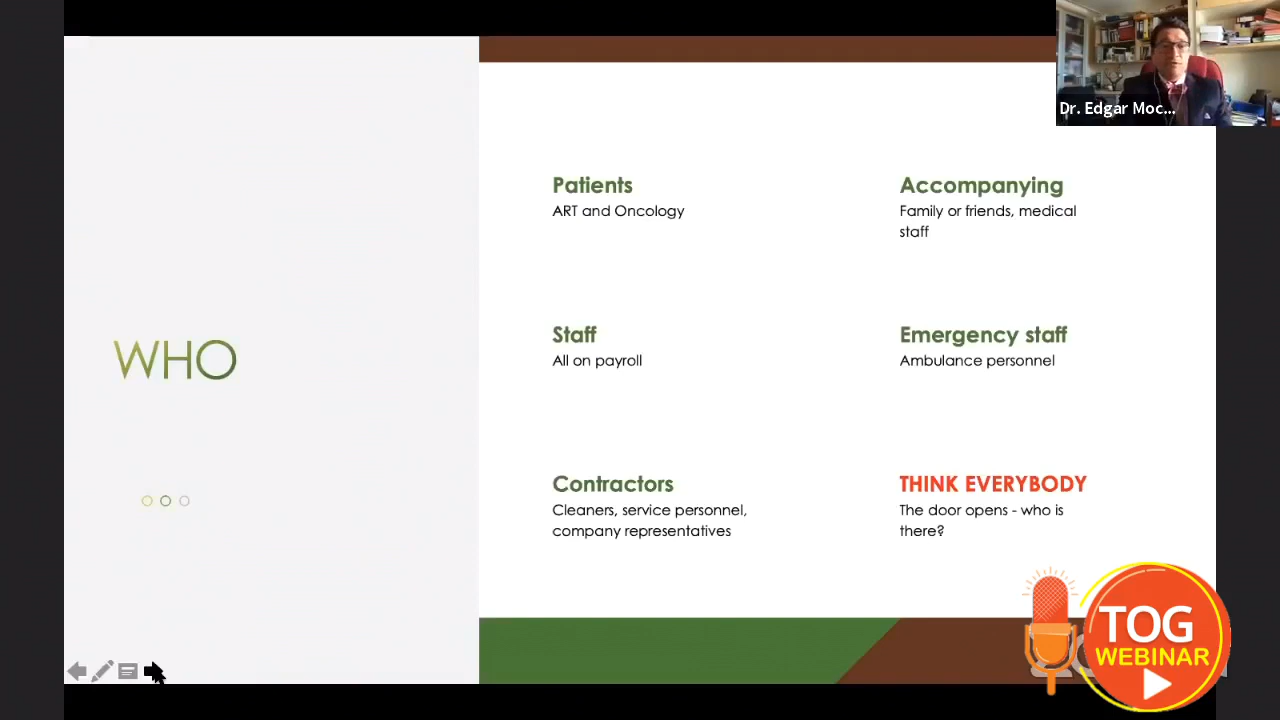 Dr. Edgar Moc...
WHO
Patients
ART and Oncology
Accompanying
Family or friends, medical
staff
Staff
All on payroll
Emergency staff
Ambulance personnel
Contractors
Cleaners, service personnel,
company representatives
THINK EVERYBODY
The door opens - who is
there?
TOG
WEBINAR